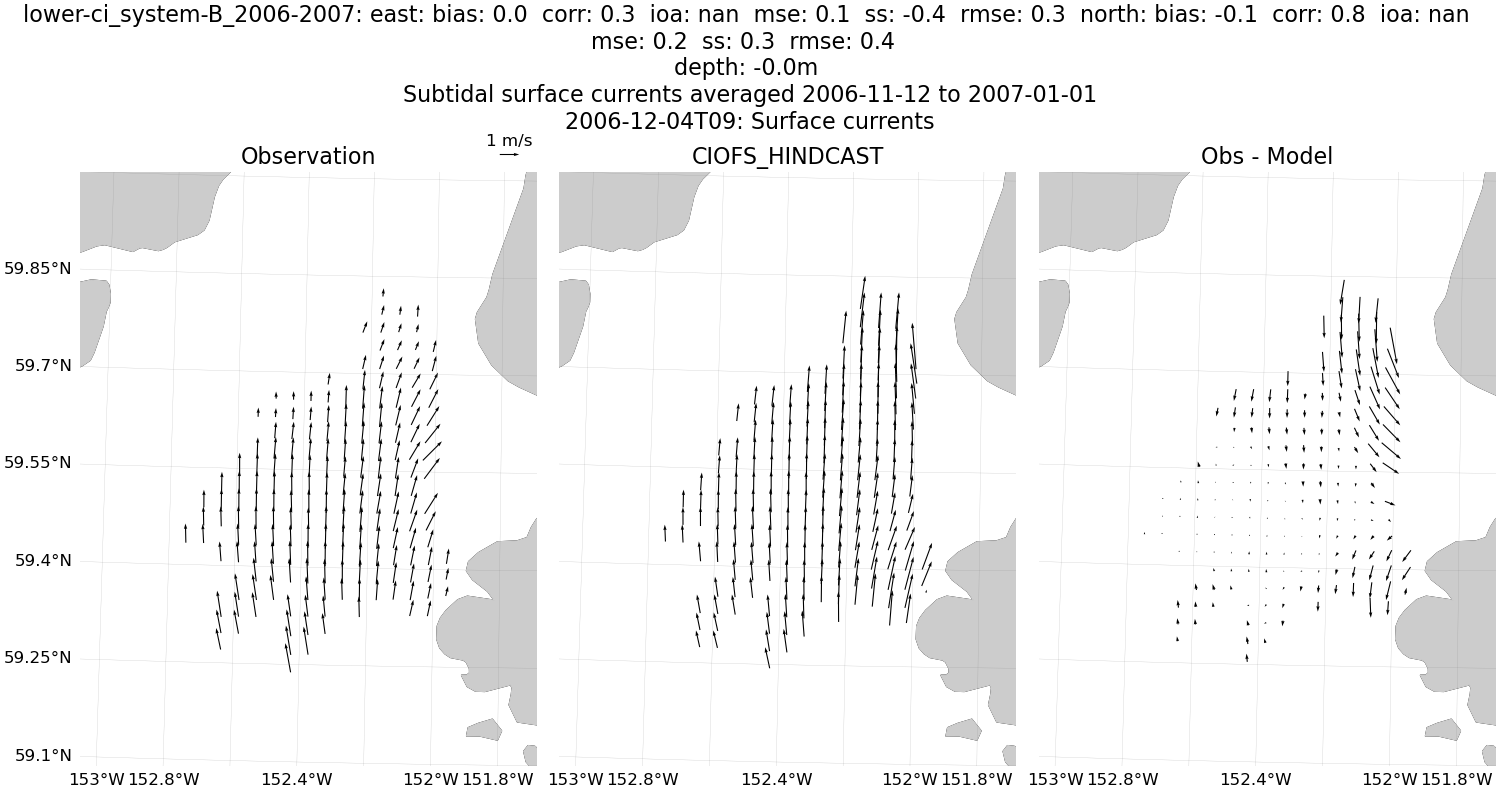 lower-ci_system-B_2006-2007: east: bias: 0.0  corr: 0.3  ioa: nan  mse: 0.1  ss: -0.4  rmse: 0.3  north: bias: -0.1  corr: 0.8  ioa: nan
mse: 0.2  ss: 0.3  rmse: 0.4
depth: -0.0m
Subtidal surface currents averaged 2006-11-12 to 2007-01-01
2006-12-04T09: Surface currents
1 m/s
Observation
CIOFS_HINDCAST
Obs - Model
59.85°N
59.7°N
59.55°N
59.4°N
59.25°N
59.1°N
153°W 152.8°W 152.4°W 152°W 151.8°W
153°W 152.8°W 152.4°W 152°W 151.8°W
153°W 152.8°W 152.4°W 152°W 151.8°W